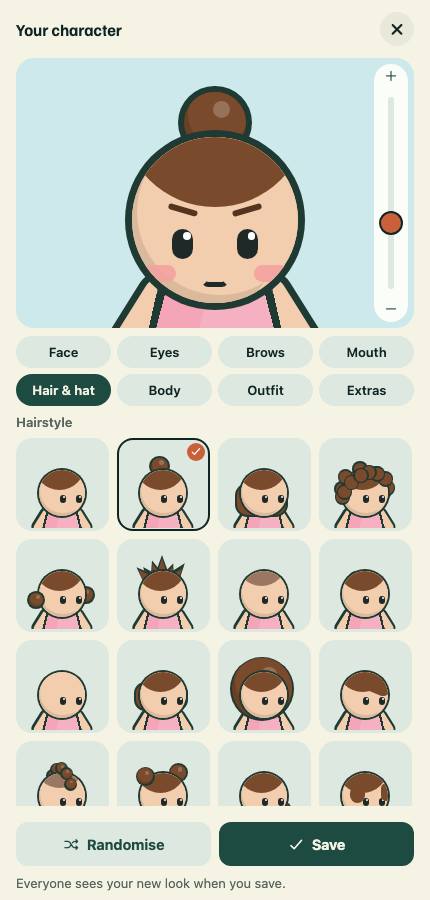 Your character
Face
Eyes
Brows
Mouth
Hair & hat
Body
Outfit
Extras
Hairstyle
Randomise
Save
Everyone sees your new look when you save.